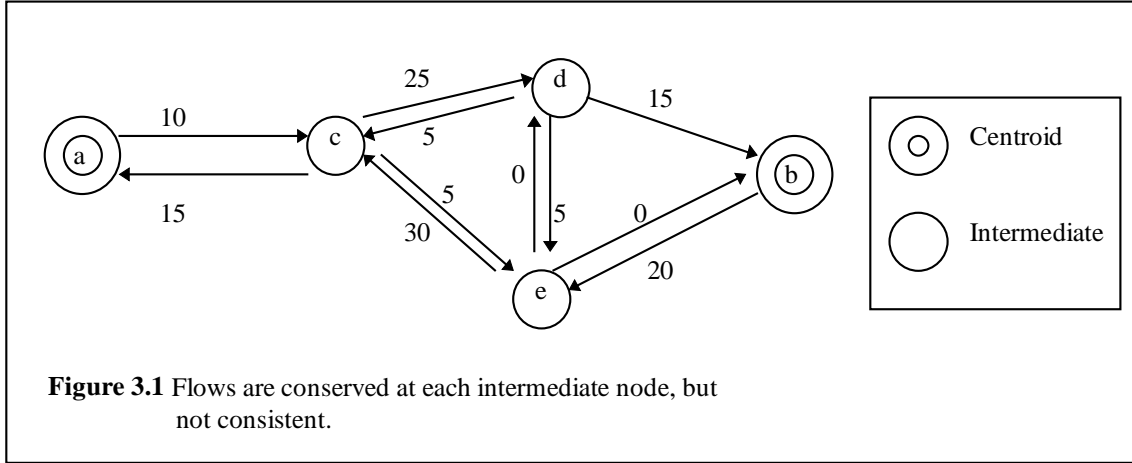 25
d
15
Centroid
10
c
5
a
0
b
5
0
15
5
30
Intermediate
20
e
Figure 3.1 Flows are conserved at each intermediate node, but
not consistent.